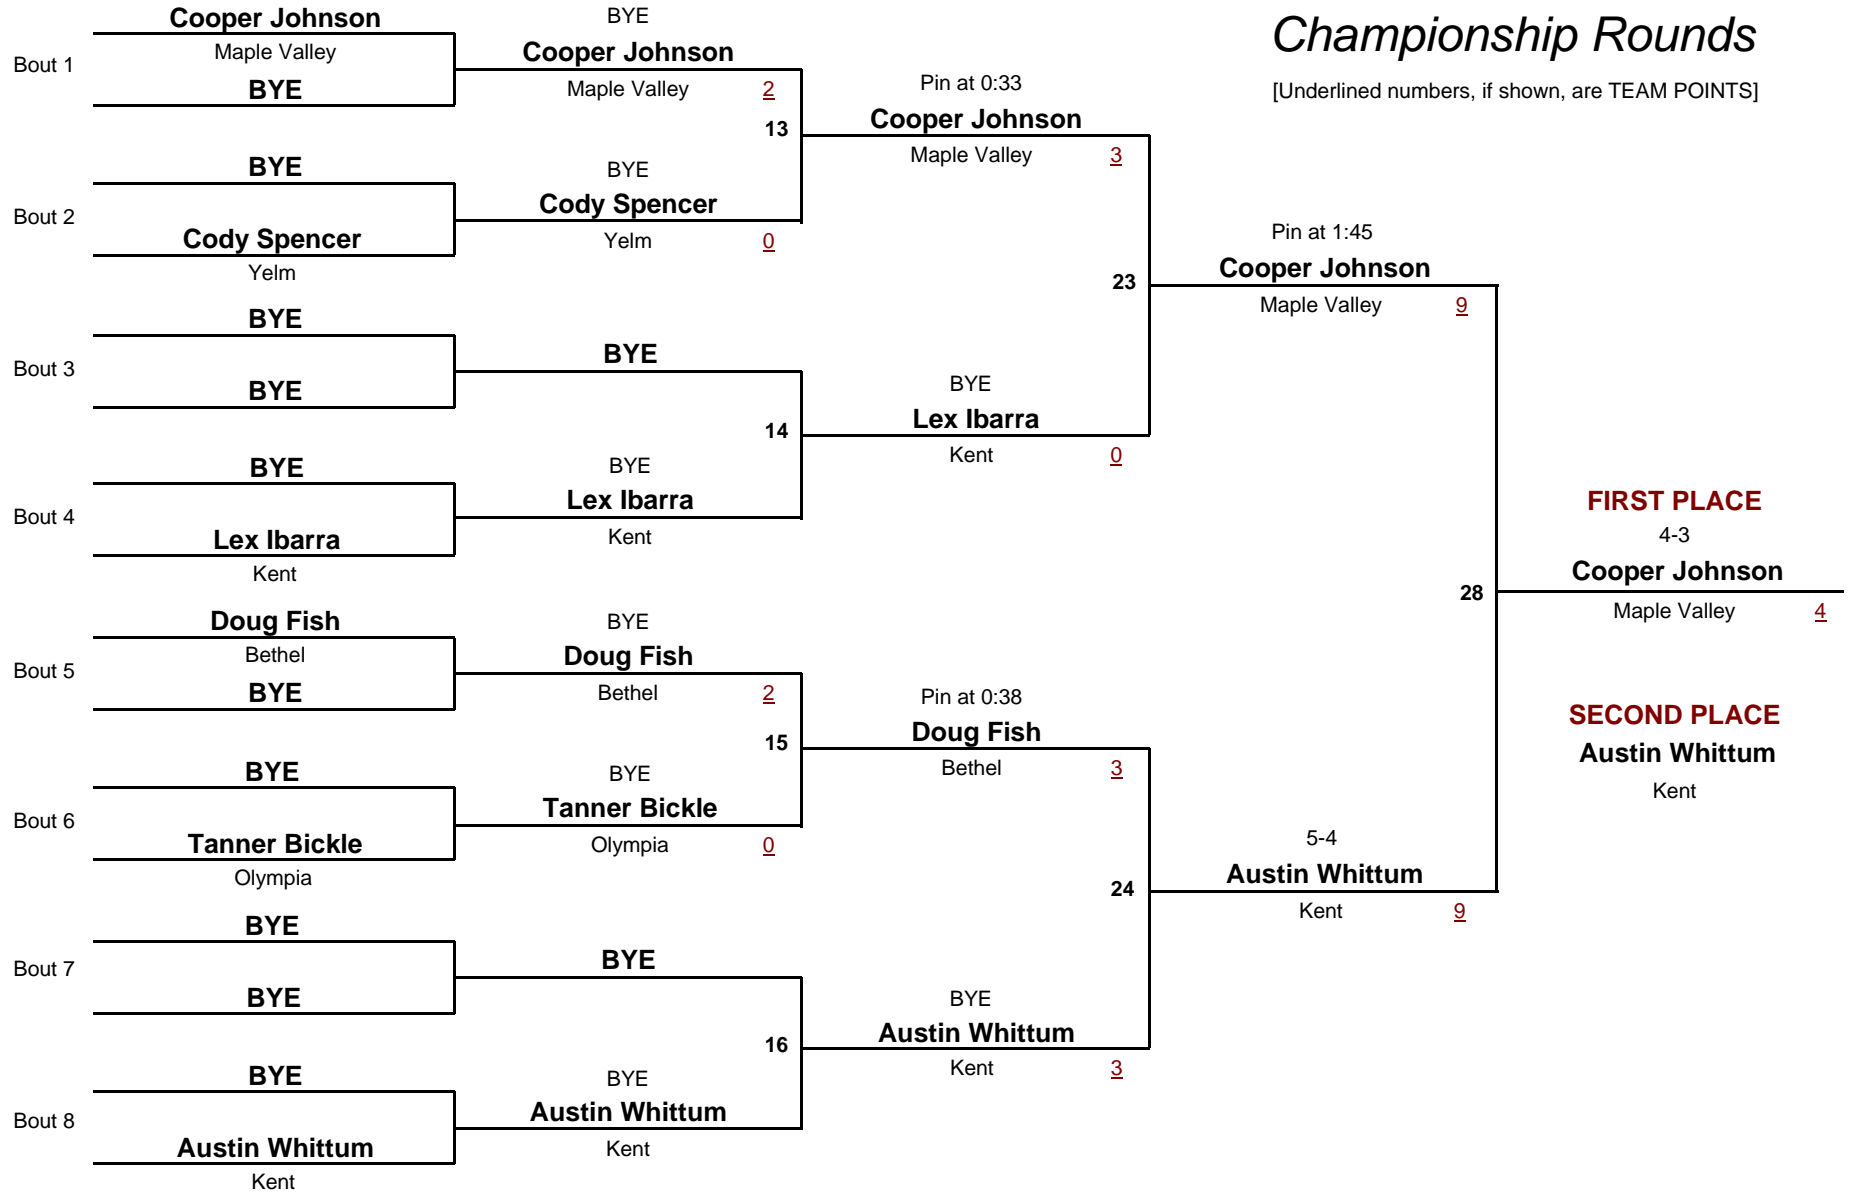 Championship Rounds
[Underlined numbers, if shown, are TEAM POINTS]
Bout 1
Cooper Johnson
Maple Valley
BYE
Bout 2
BYE
Cody Spencer
Yelm
Bout 3
BYE
BYE
Bout 4
BYE
Lex Ibarra
Kent
Bout 5
Doug Fish
Bethel
BYE
Bout 6
BYE
Tanner Bickle
Olympia
Bout 7
BYE
BYE
Bout 8
BYE
Austin Whittum
Kent
BYE
Cooper Johnson
Maple Valley 2
13
BYE
Cody Spencer
Yelm 0
BYE
14
BYE
Lex Ibarra
Kent
BYE
Doug Fish
Bethel 2
15
BYE
Tanner Bickle
Olympia 0
BYE
16
BYE
Austin Whittum
Kent
Pin at 0:33
Cooper Johnson
Maple Valley 3
23
BYE
Lex Ibarra
Kent 0
Pin at 0:38
Doug Fish
Bethel 3
24
BYE
Austin Whittum
Kent 3
Pin at 1:45
Cooper Johnson
Maple Valley 9
28
5-4
Austin Whittum
Kent 9
FIRST PLACE
4-3
Cooper Johnson
Maple Valley 4
SECOND PLACE
Austin Whittum
Kent